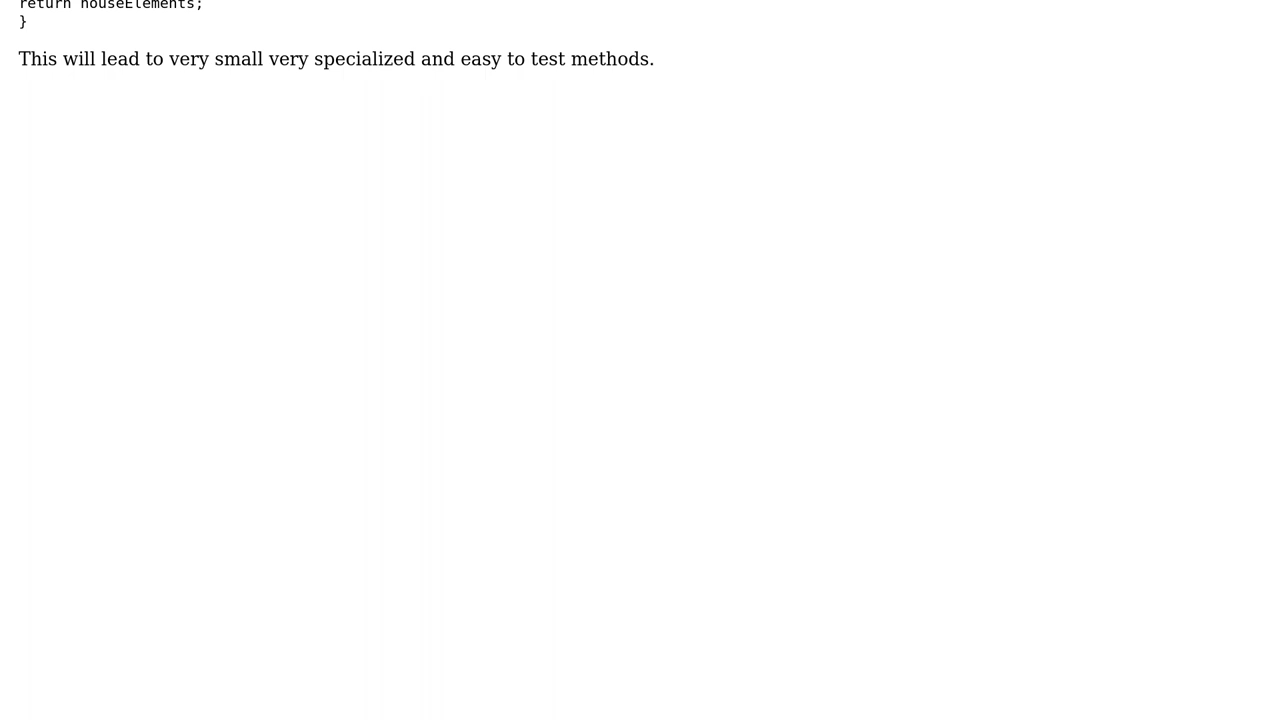 return houseElements;
}
This will lead to very small very specialized and easy to test methods.